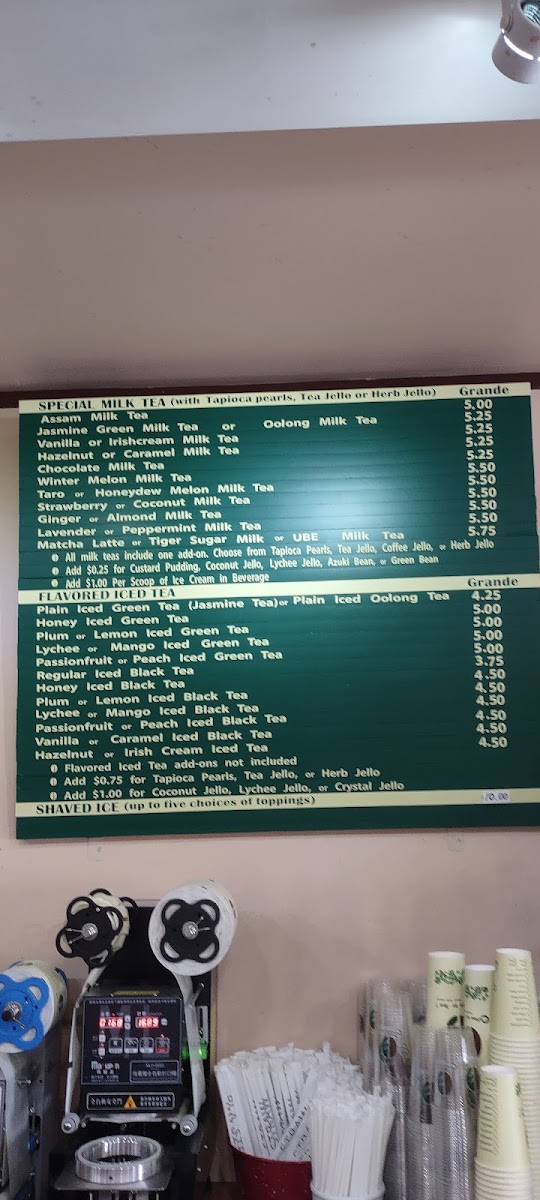 SPECIAL MILK TEA (with Tapioca pearls, Tea Jello or Herb Jello) Grande
Assam Milk Tea 5.00
Jasmine Green Milk Tea or Oolong Milk Tea 5.25
Vanilla or Irishcream Milk Tea 5.25
Hazelnut or Caramel Milk Tea 5.25
Chocolate Milk Tea 5.25
Winter Melon Milk Tea 5.50
Taro or Honeydew Melon Milk Tea 5.50
Strawberry or Coconut Milk Tea 5.50
Ginger or Almond Milk Tea 5.50
Lavender or Peppermint Milk Tea 5.50
Matcha Latte or Tiger Sugar Milk or UBE Milk Tea 5.75
All milk teas include one add-on. Choose from Tapioca Pearls, Tea Jello, Coffee Jello, or Herb Jello
Add $0.25 for Custard Pudding, Coconut Jello, Lychee Jello, Azuki Bean, or Green Bean
Add $1.00 Per Scoop of Ice Cream in Beverage
FLAVORED ICED TEA Grande
Plain Iced Green Tea (Jasmine Tea) or Plain Iced Oolong Tea 4.25
Honey Iced Green Tea 5.00
Plum or Lemon Iced Green Tea 5.00
Lychee or Mango Iced Green Tea 5.00
Passionfruit or Peach Iced Green Tea 5.00
Regular Iced Black Tea 3.75
Honey Iced Black Tea 4.50
Plum or Lemon Iced Black Tea 4.50
Lychee or Mango Iced Black Tea 4.50
Passionfruit or Peach Iced Black Tea 4.50
Vanilla or Caramel Iced Black Tea 4.50
Hazelnut or Irish Cream Iced Tea 4.50
Flavored Iced Tea add-ons not included
Add $0.75 for Tapioca Pearls, Tea Jello, or Herb Jello
Add $1.00 for Coconut Jello, Lychee Jello, or Crystal Jello
SHAVED ICE (up to five choices of toppings) 10.00